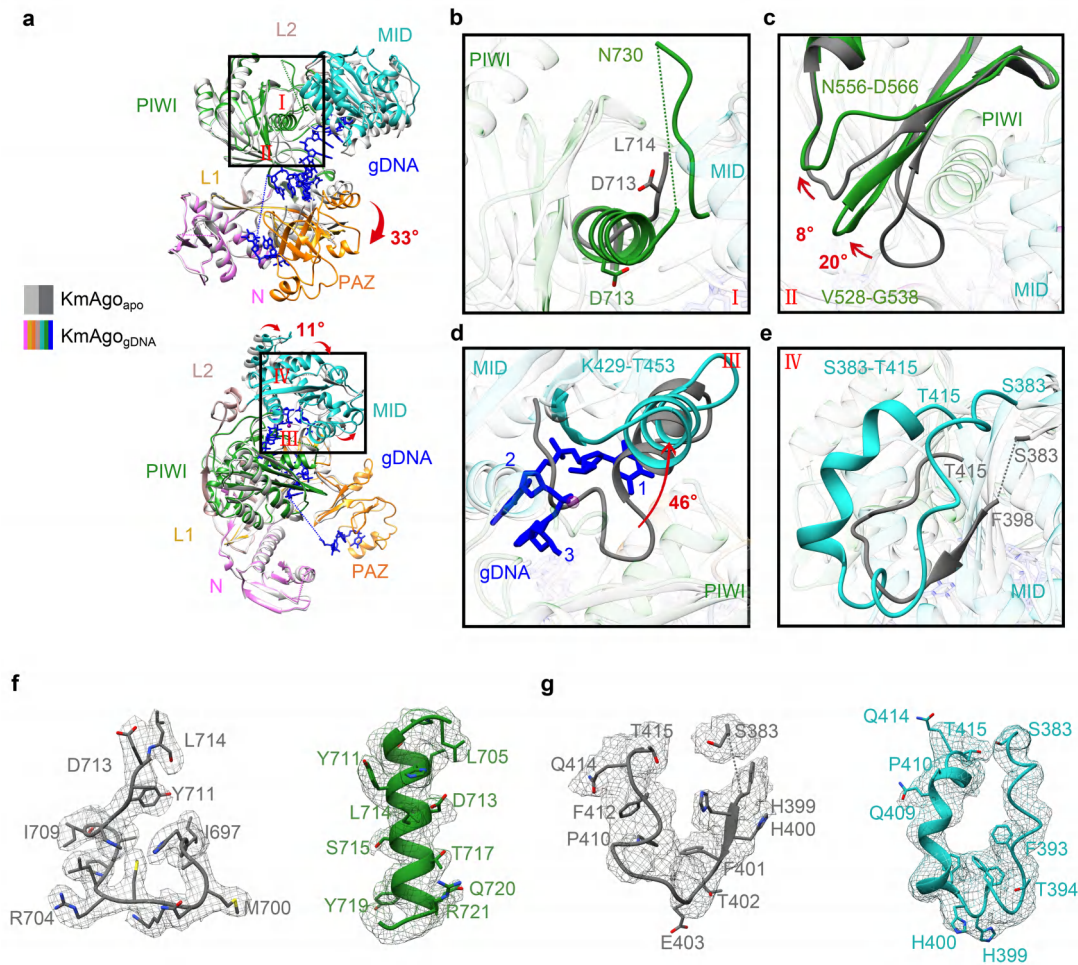 a
L2
MID
PIWI
I
II
gDNA
L1
33°
PAZ
N
KmAgoapo
KmAgogDNA
11°
L2
IV
MID
III
PIWI
gDNA
L1
PAZ
N
b
PIWI
N730
L714
D713
MID
D713
I
c
N556-D566
PIWI
8°
20°
V528-G538
II
MID
d
MID
III
K429-T453
2
1
46°
3
gDNA
PIWI
e
IV
S383-T415
T415
S383
T415
S383
F398
MID
f
L714
D713
Y711
I709
I697
R704
M700
Y711
L705
L714
D713
S715
T717
Q720
Y719
R721
g
T415
S383
Q414
F412
H399
P410
H400
F401
T402
E403
Q414
T415
S383
P410
Q409
F393
T394
H400
H399